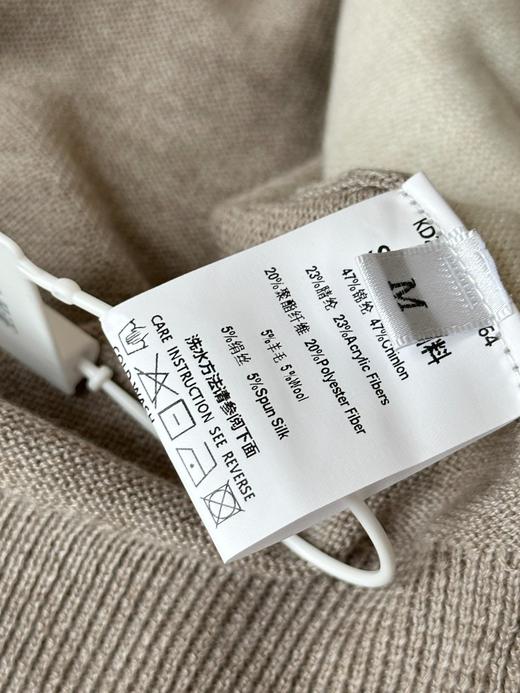 KD
M
料
64
47%锦纶 47%Chinlon
23%腈纶 23%Acrylic Fibers
20%聚酯纤维 20%Polyester Fiber
5%羊毛 5%Wool
5%绢丝 5%Spun Silk
洗水方法请参阅下面
CARE INSTRUCTION SEE REVERSE